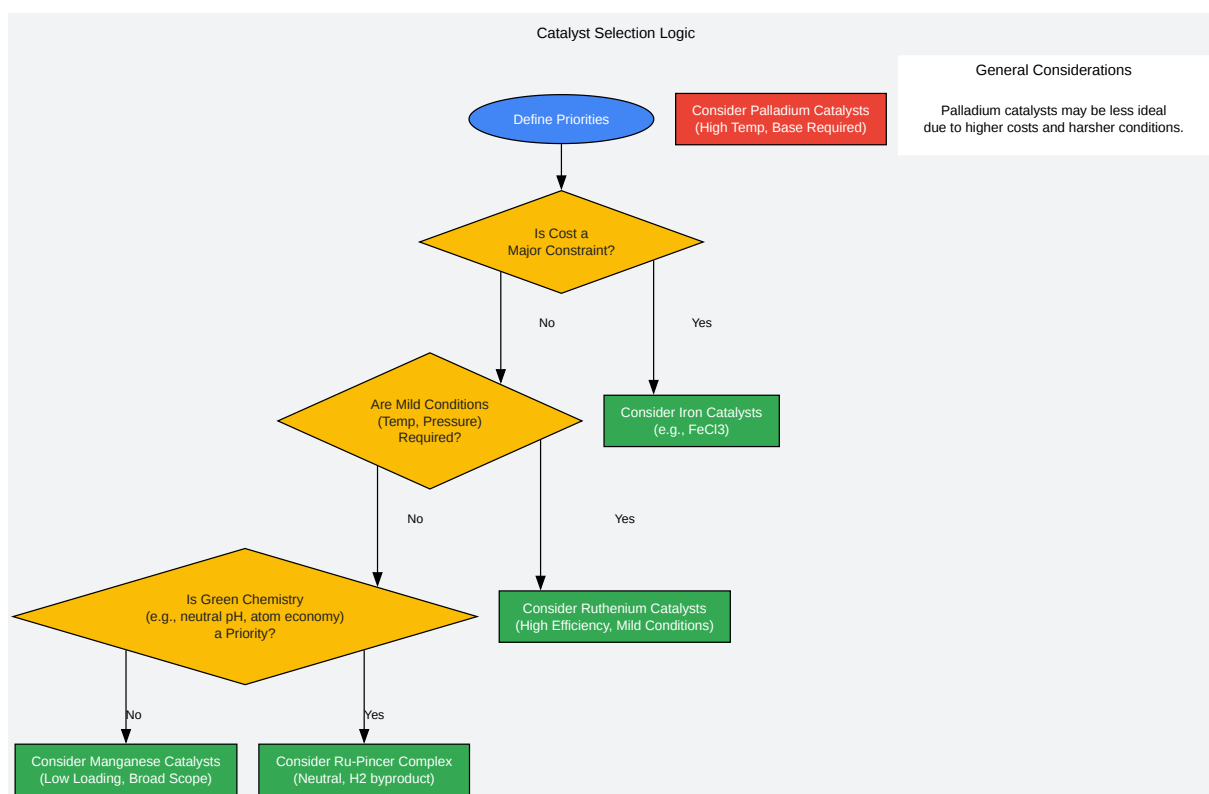 Catalyst Selection Logic
General Considerations
Define Priorities
Consider Palladium Catalysts
(High Temp, Base Required)
Palladium catalysts may be less ideal
due to higher costs and harsher conditions.
Is Cost a
Major Constraint?
No
Yes
Are Mild Conditions
(Temp, Pressure)
Required?
Consider Iron Catalysts
(e.g., FeCl3)
No
Yes
Is Green Chemistry
(e.g., neutral pH, atom economy)
a Priority?
Consider Ruthenium Catalysts
(High Efficiency, Mild Conditions)
No
Yes
Consider Manganese Catalysts
(Low Loading, Broad Scope)
Consider Ru-Pincer Complex
(Neutral, H2 byproduct)